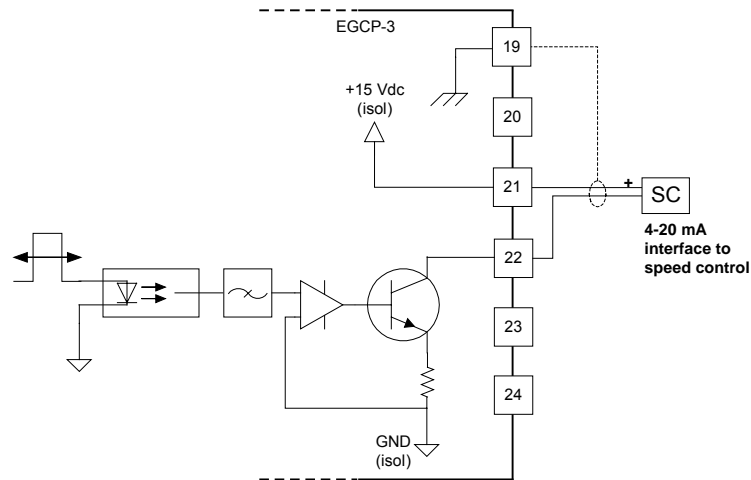 EGCP-3
19
+15 Vdc
(isol)
20
21
+
SC
4-20 mA
interface to
speed control
22
23
24
GND
(isol)